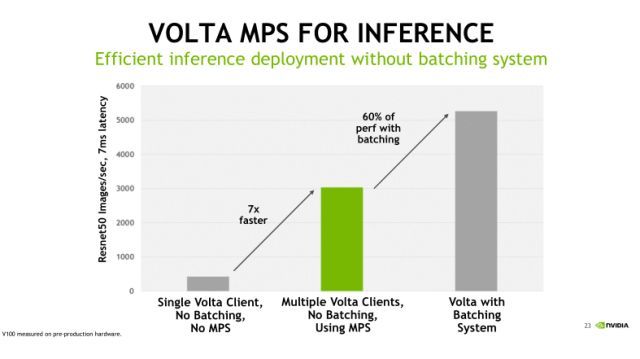 VOLTA MPS FOR INFERENCE
Efficient inference deployment without batching system
Resnet50 Images/sec, 7ms latency
6000
5000
4000
3000
2000
1000
0
7x
faster
60% of
perf with
batching
Single Volta Client,
No Batching,
No MPS
Multiple Volta Clients,
No Batching,
Using MPS
Volta with
Batching
System
V100 measured on pre-production hardware.
23 NVIDIA